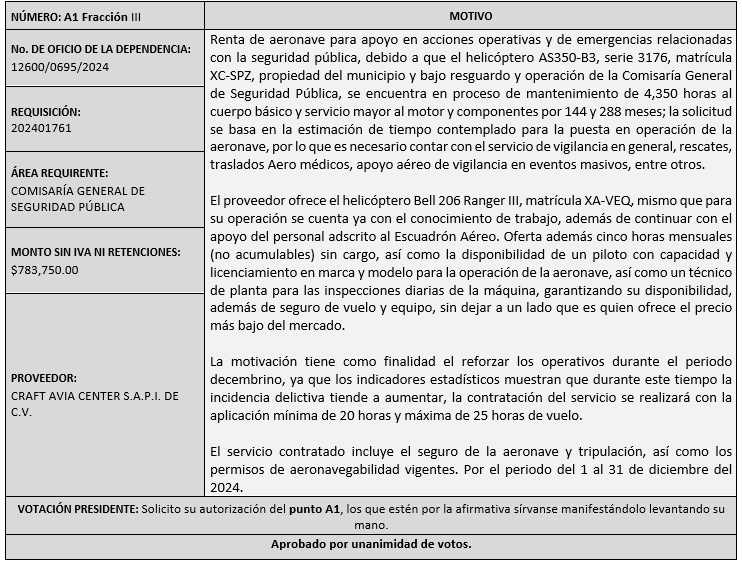 NÚMERO: A1 Fracción III
No. DE OFICIO DE LA DEPENDENCIA:
12600/0695/2024
REQUISICIÓN:
202401761
ÁREA REQUIRENTE:
COMISARÍA GENERAL DE
SEGURIDAD PÚBLICA
MONTO SIN IVA NI RETENCIONES:
$783,750.00
PROVEEDOR:
CRAFT AVIA CENTER S.A.P.I. DE
C.V.
MOTIVO
Renta de aeronave para apoyo en acciones operativas y de emergencias relacionadas
con la seguridad pública, debido a que el helicóptero AS350-B3, serie 3176, matrícula
XC-SPZ, propiedad del municipio y bajo resguardo y operación de la Comisaría General
de Seguridad Pública, se encuentra en proceso de mantenimiento de 4,350 horas al
cuerpo básico y servicio mayor al motor y componentes por 144 y 288 meses; la solicitud
se basa en la estimación de tiempo contemplado para la puesta en operación de la
aeronave, por lo que es necesario contar con el servicio de vigilancia en general, rescates,
traslados Aero médicos, apoyo aéreo de vigilancia en eventos masivos, entre otros.
El proveedor ofrece el helicóptero Bell 206 Ranger III, matrícula XA-VEQ, mismo que para
su operación se cuenta ya con el conocimiento de trabajo, además de continuar con el
apoyo del personal adscrito al Escuadrón Aéreo. Oferta además cinco horas mensuales
(no acumulables) sin cargo, así como la disponibilidad de un piloto con capacidad y
licenciamiento en marca y modelo para la operación de la aeronave, así como un técnico
de planta para las inspecciones diarias de la máquina, garantizando su disponibilidad,
además de seguro de vuelo y equipo, sin dejar a un lado que es quien ofrece el precio
más bajo del mercado.
La motivación tiene como finalidad el reforzar los operativos durante el periodo
decembrino, ya que los indicadores estadísticos muestran que durante este tiempo la
incidencia delictiva tiende a aumentar, la contratación del servicio se realizará con la
aplicación mínima de 20 horas y máxima de 25 horas de vuelo.
El servicio contratado incluye el seguro de la aeronave y tripulación, así como los
permisos de aeronavegabilidad vigentes. Por el periodo del 1 al 31 de diciembre del
2024.
VOTACIÓN PRESIDENTE: Solicito su autorización del punto A1, los que estén por la afirmativa sírvanse manifestándolo levantando su
mano.
Aprobado por unanimidad de votos.